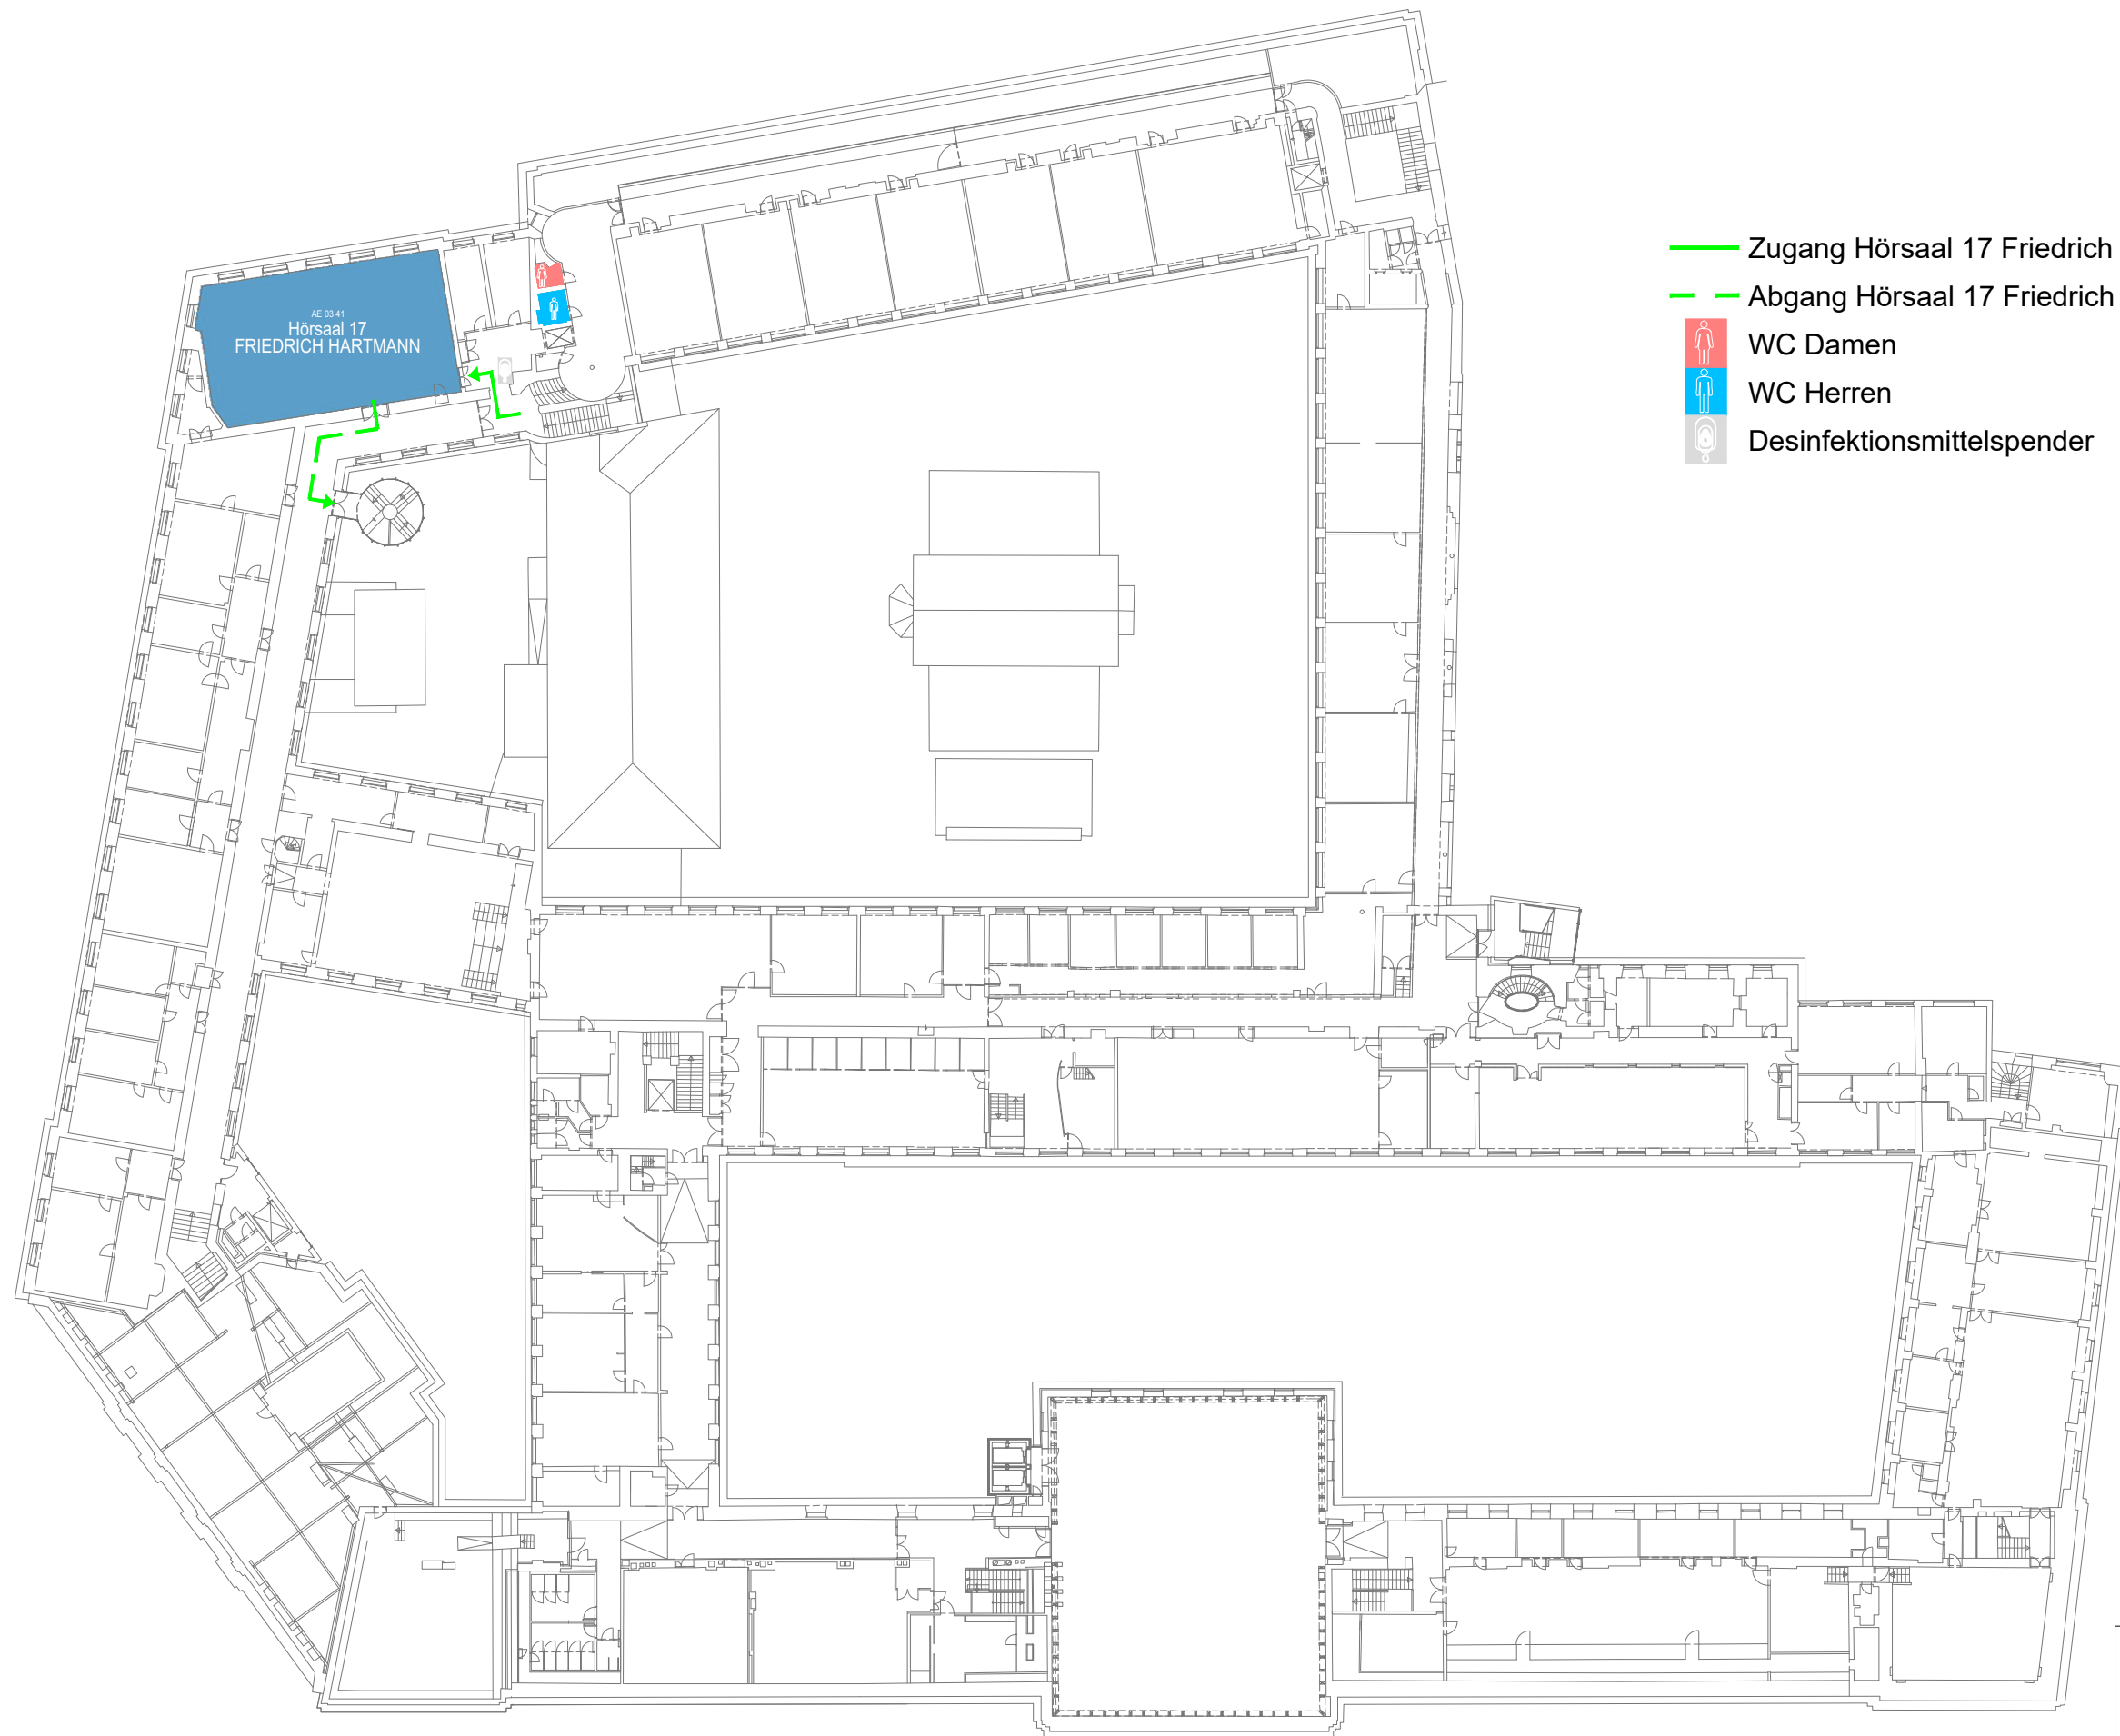 Zugang Hörsaal 17 Friedrich
Abgang Hörsaal 17 Friedrich
WC Damen
WC Herren
Desinfektionsmittelspender
AE 03 41
Hörsaal 17
FRIEDRICH HARTMANN